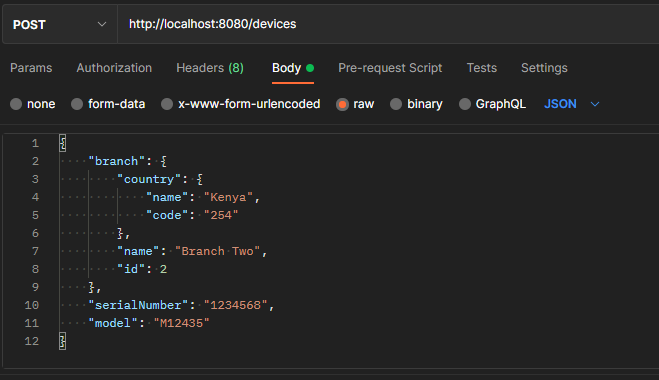 POST http://localhost:8080/devices
Params Authorization Headers (8) Body Pre-request Script Tests Settings
none form-data x-www-form-urlencoded raw binary GraphQL JSON
1 {
2 "branch": {
3 "country": {
4 "name": "Kenya",
5 "code": "254"
6 },
7 "name": "Branch Two",
8 "id": 2
9 },
10 "serialNumber": "1234568",
11 "model": "M12435"
12 }